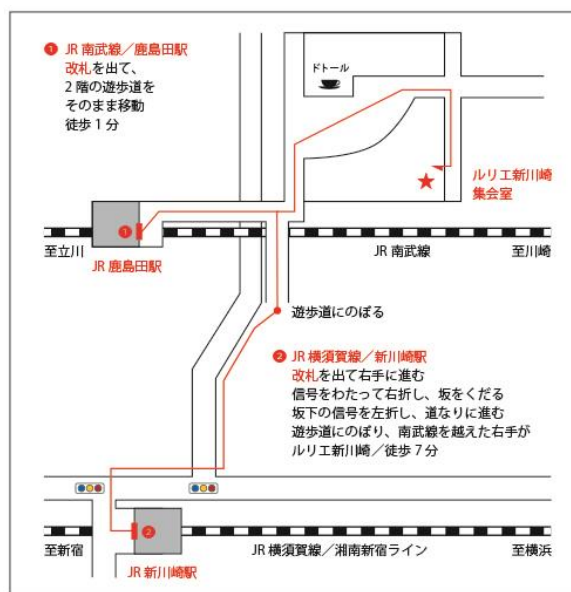 ❶ JR 南武線／鹿島田駅
改札を出て、
2 階の遊歩道を
そのまま移動
徒歩 1 分
ドトール
ルリエ新川崎
集会室
❶
至立川
JR 南武線
至川崎
JR 鹿島田駅
遊歩道にのぼる
❷ JR 横須賀線／新川崎駅
改札を出て右手に進む
信号をわたって右折し、坂をくだる
坂下の信号を左折し、道なりに進む
遊歩道にのぼり、南武線を越えた右手が
ルリエ新川崎／徒歩 7 分
❷
至新宿
JR 横須賀線／湘南新宿ライン
至横浜
JR 新川崎駅